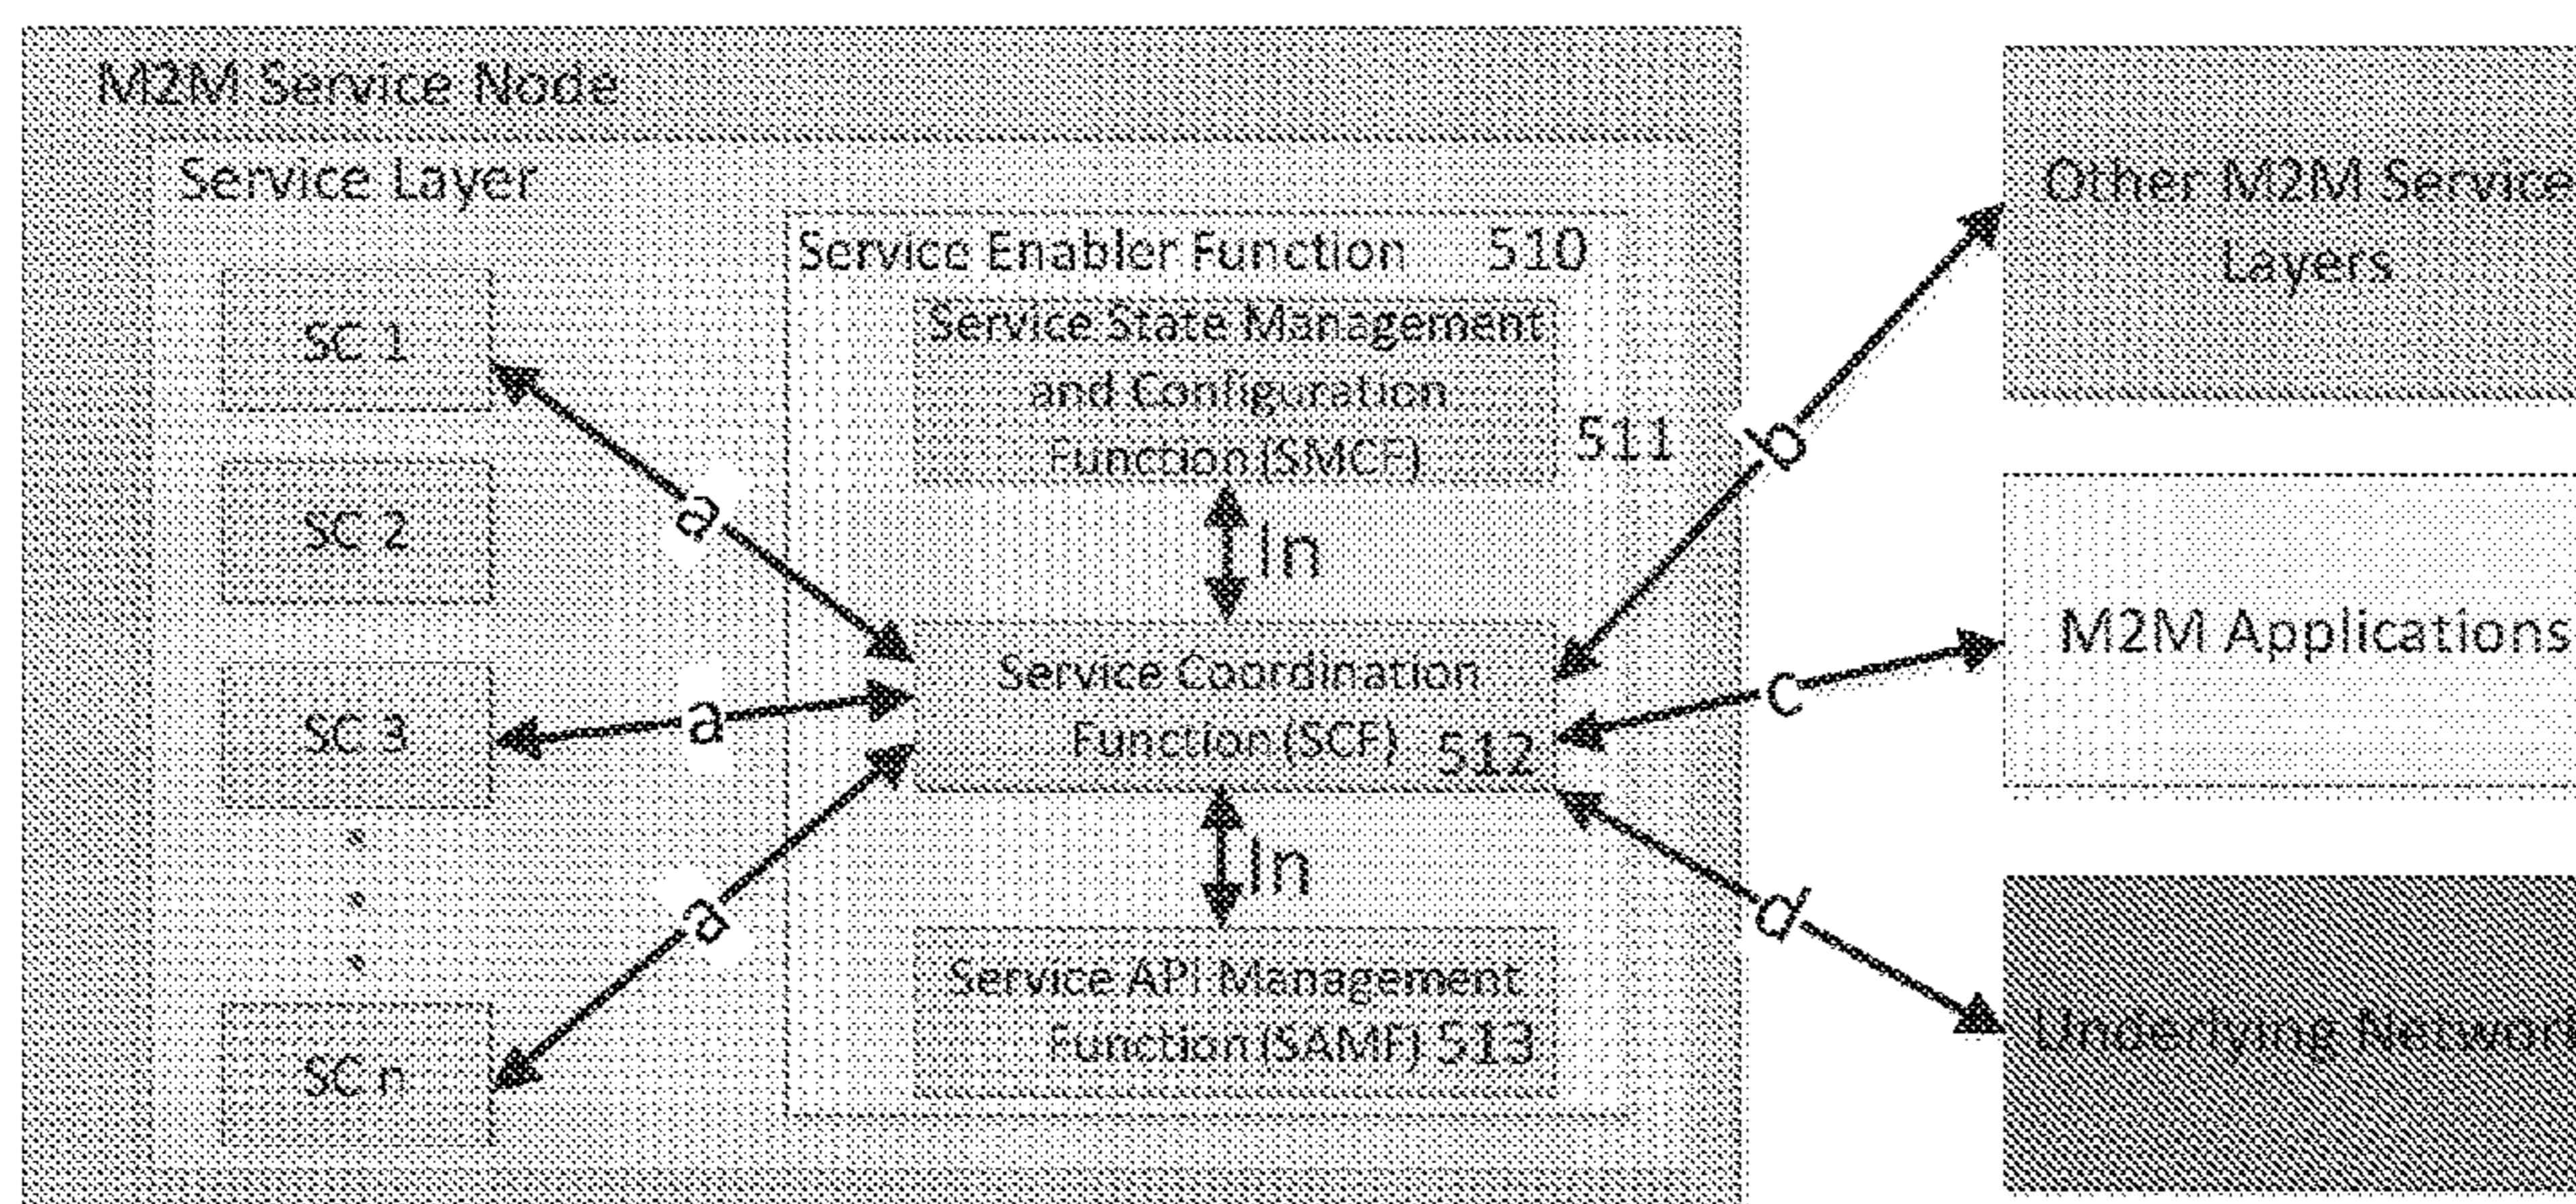 M2M Service Node
Service Layer
SC 1
SC 2
SC 3
SC n
a
a
a
Service Enabler Function 510
Service State Management
and Configuration
Function (SMCF)
511
In
Service Coordination
Function (SCF) 512
In
Service API Management
Function (SAMF) 513
b
c
d
Other M2M Service
Layers
M2M Applications
Underlying Network